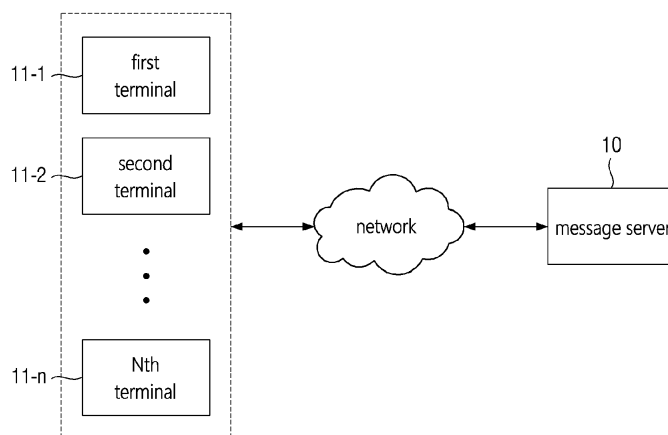 11-1
first
terminal
11-2
second
terminal
11-n
Nth
terminal
network
10
message server